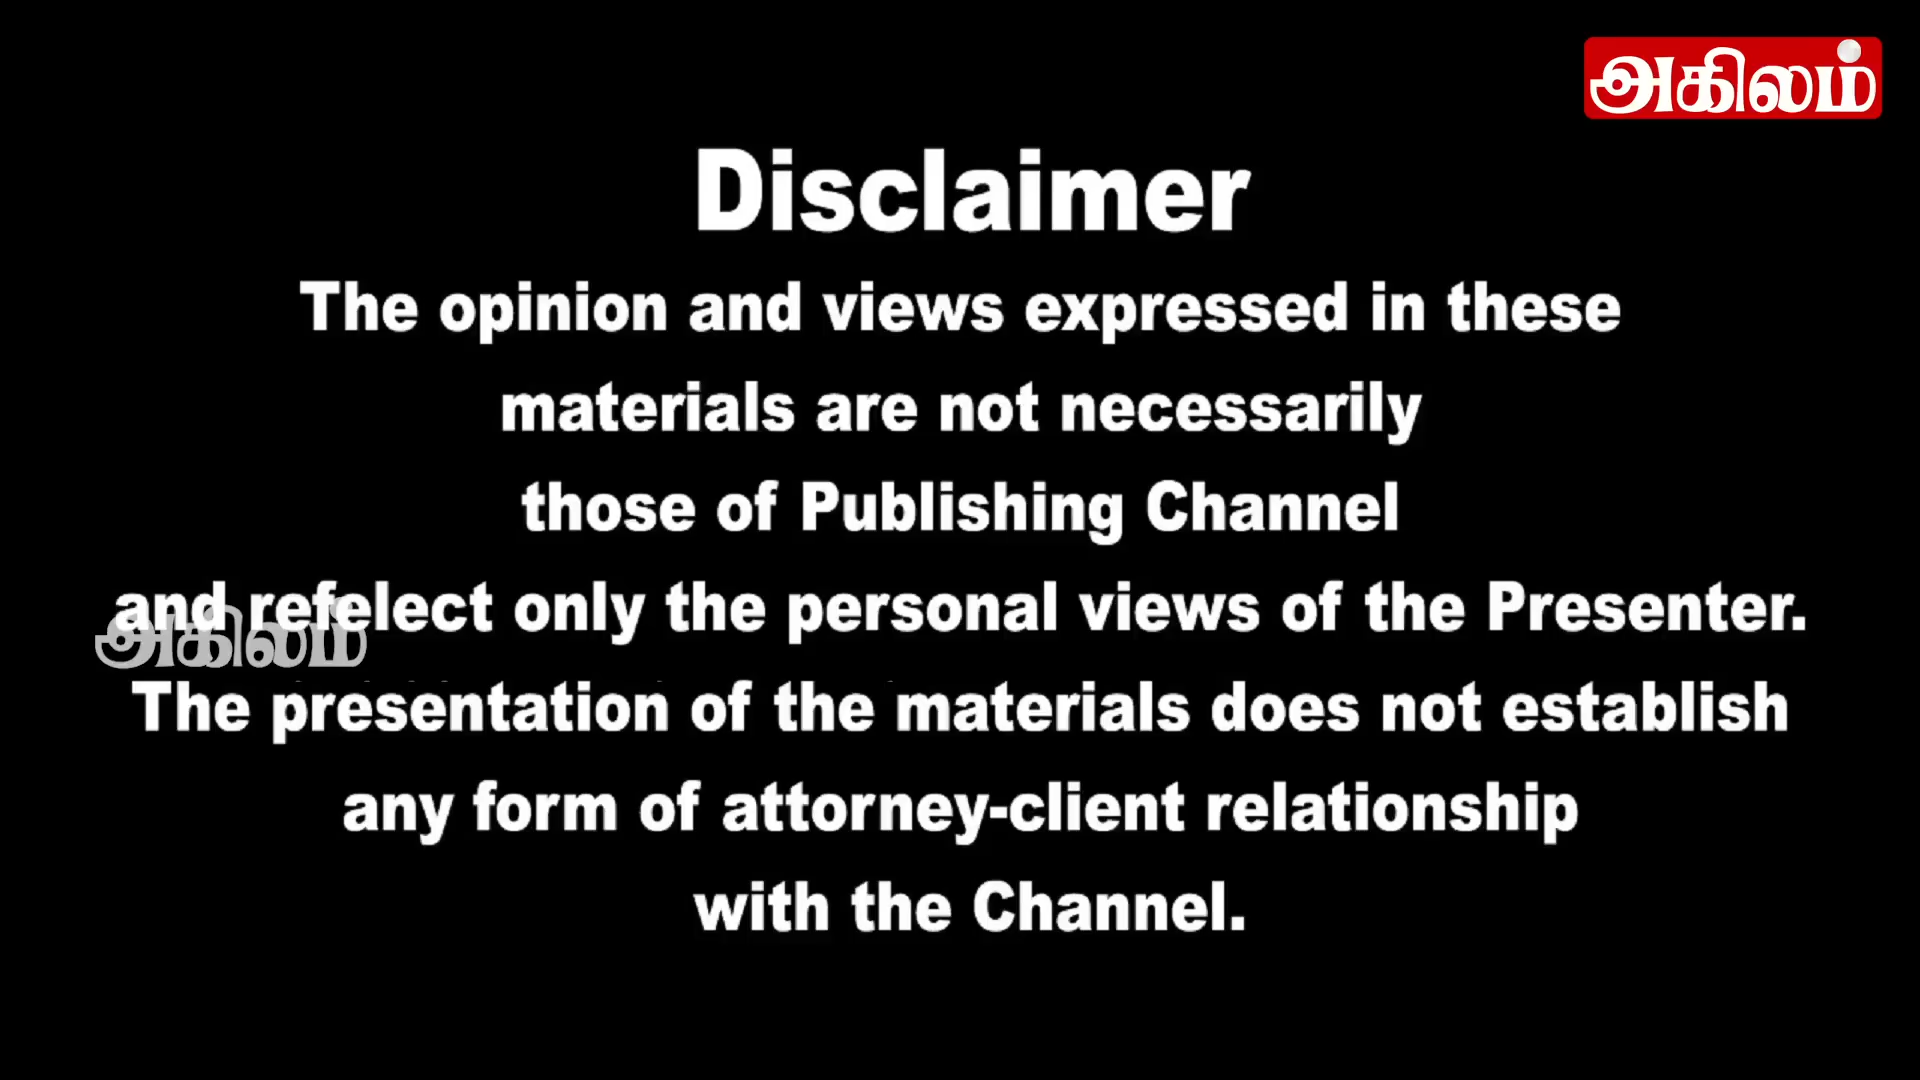 அகிலம்
Disclaimer
The opinion and views expressed in these
materials are not necessarily
those of Publishing Channel
and refelect only the personal views of the Presenter.
அகிலம்
The presentation of the materials does not establish
any form of attorney-client relationship
with the Channel.